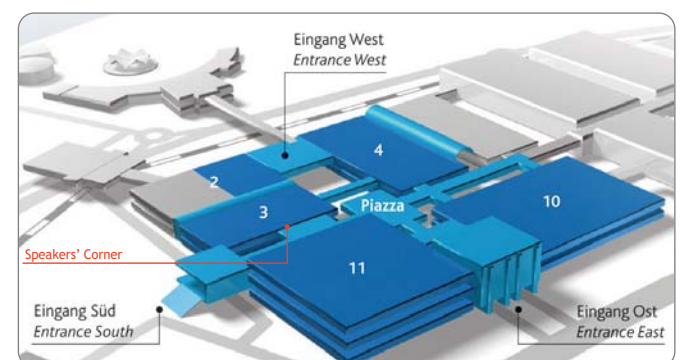 Eingang West
Entrance West
4
2
3
Piazza
10
Speakers' Corner
11
Eingang Süd
Entrance South
Eingang Ost
Entrance East